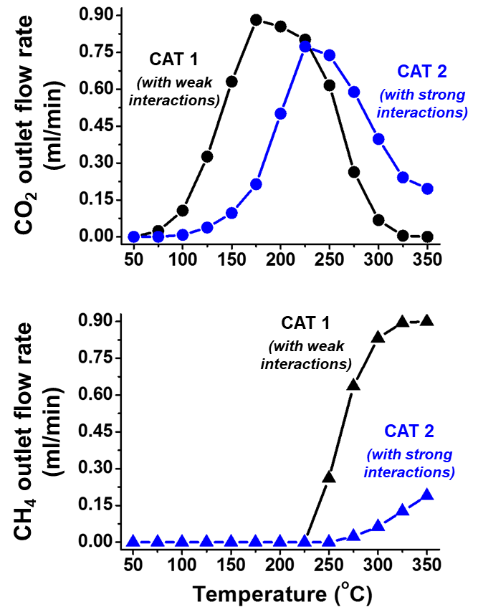 CO2 outlet flow rate
(ml/min)
0.90
0.75
0.60
0.45
0.30
0.15
0.00
CAT 1
(with weak
interactions)
CAT 2
(with strong
interactions)
50 100 150 200 250 300 350
CH4 outlet flow rate
(ml/min)
0.90
0.75
0.60
0.45
0.30
0.15
0.00
CAT 1
(with weak
interactions)
CAT 2
(with strong
interactions)
50 100 150 200 250 300 350
Temperature (°C)